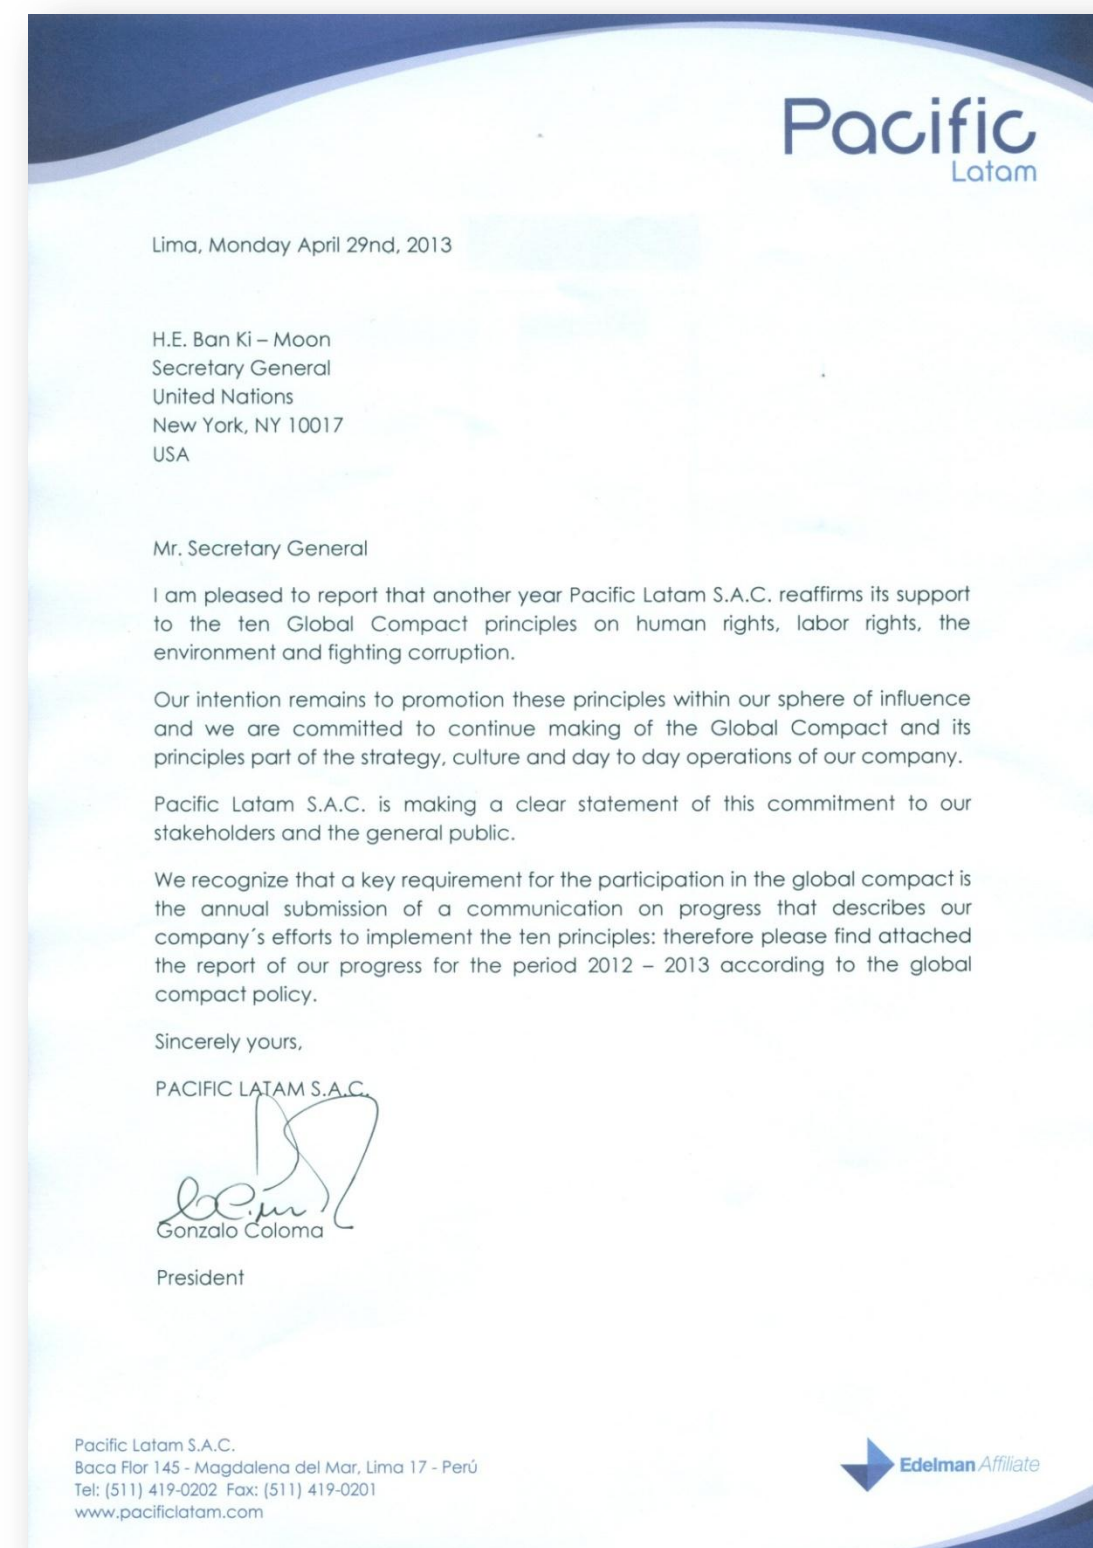 Pacific
Latam
Lima, Monday April 29nd, 2013
H.E. Ban Ki – Moon
Secretary General
United Nations
New York, NY 10017
USA
Mr. Secretary General
I am pleased to report that another year Pacific Latam S.A.C. reaffirms its support
to the ten Global Compact principles on human rights, labor rights, the
environment and fighting corruption.
Our intention remains to promotion these principles within our sphere of influence
and we are committed to continue making of the Global Compact and its
principles part of the strategy, culture and day to day operations of our company.
Pacific Latam S.A.C. is making a clear statement of this commitment to our
stakeholders and the general public.
We recognize that a key requirement for the participation in the global compact is
the annual submission of a communication on progress that describes our
company´s efforts to implement the ten principles: therefore please find attached
the report of our progress for the period 2012 – 2013 according to the global
compact policy.
Sincerely yours,
PACIFIC LATAM S.A.C.
Gonzalo Coloma
President
Pacific Latam S.A.C.
Baca Flor 145 - Magdalena del Mar, Lima 17 - Perú
Tel: (511) 419-0202 Fax: (511) 419-0201
www.pacificlatam.com
Edelman Affiliate